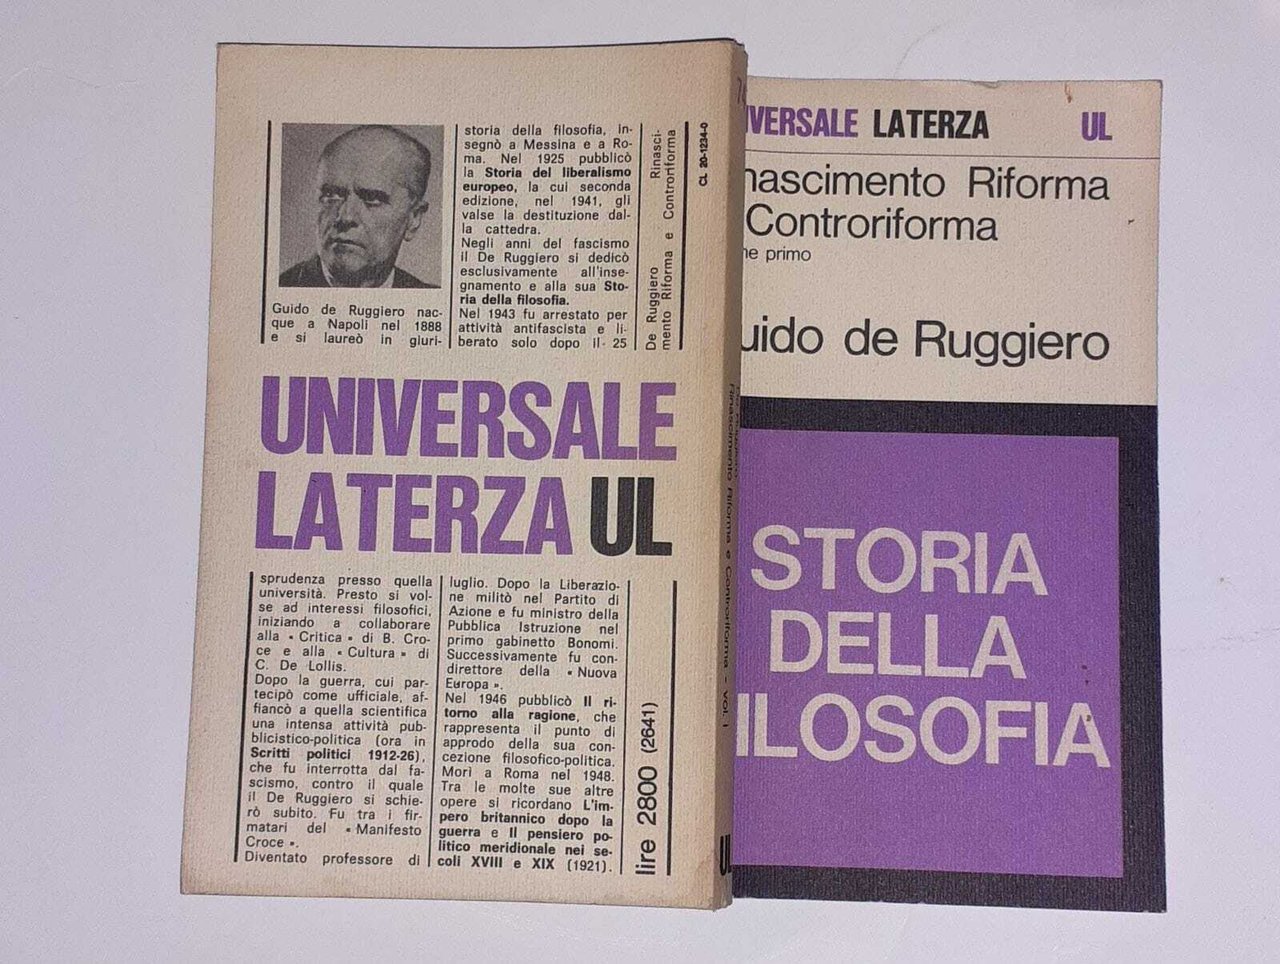 Guido de Ruggiero nac-
que a Napoli nel 1888
e si laureò in giuri-
storia della filosofia, in-
segnò a Messina e a Ro-
ma. Nel 1925 pubblicò
la Storia del liberalismo
europeo, la cui seconda
edizione, nel 1941, gli
valse la destituzione dal-
la cattedra.
Negli anni del fascismo
il De Ruggiero si dedicò
esclusivamente all'inse-
gnamento e alla sua Sto-
ria della filosofia.
Nel 1943 fu arrestato per
attività antifascista e li-
berato solo dopo il 25
De Ruggiero Rinasci-
mento Riforma e Controriforma
CL 20-1234-0
UNIVERSALE
LATERZA UL
sprudenza presso quella
università. Presto si vol-
se ad interessi filosofici,
iniziando a collaborare
alla « Critica » di B. Cro-
ce e alla « Cultura » di
C. De Lollis.
Dopo la guerra, cui par-
tecipò come ufficiale, af-
fiancò a quella scientifica
una intensa attività pub-
blicistico-politica (ora in
Scritti politici 1912-26),
che fu interrotta dal fa-
scismo, contro il quale
il De Ruggiero si schie-
rò subito. Fu tra i fir-
matari del « Manifesto
Croce ».
Diventato professore di
luglio. Dopo la Liberazio-
ne militò nel Partito di
Azione e fu ministro della
Pubblica Istruzione nel
primo gabinetto Bonomi.
Successivamente fu con-
direttore della « Nuova
Europa ».
Nel 1946 pubblicò Il ri-
torno alla ragione, che
rappresenta il punto di
approdo della sua con-
cezione filosofico-politica.
Morì a Roma nel 1948.
Tra le molte sue altre
opere si ricordano L'im-
pero britannico dopo la
guerra e Il pensiero po-
litico meridionale nei se-
coli XVIII e XIX (1921).
lire 2800 (2641)
Rinascimento Riforma e Controriforma - vol. I
UL
IVERSALE LATERZA UL
nascimento Riforma
Controriforma
me primo
uido de Ruggiero
STORIA
DELLA
ILOSOFIA